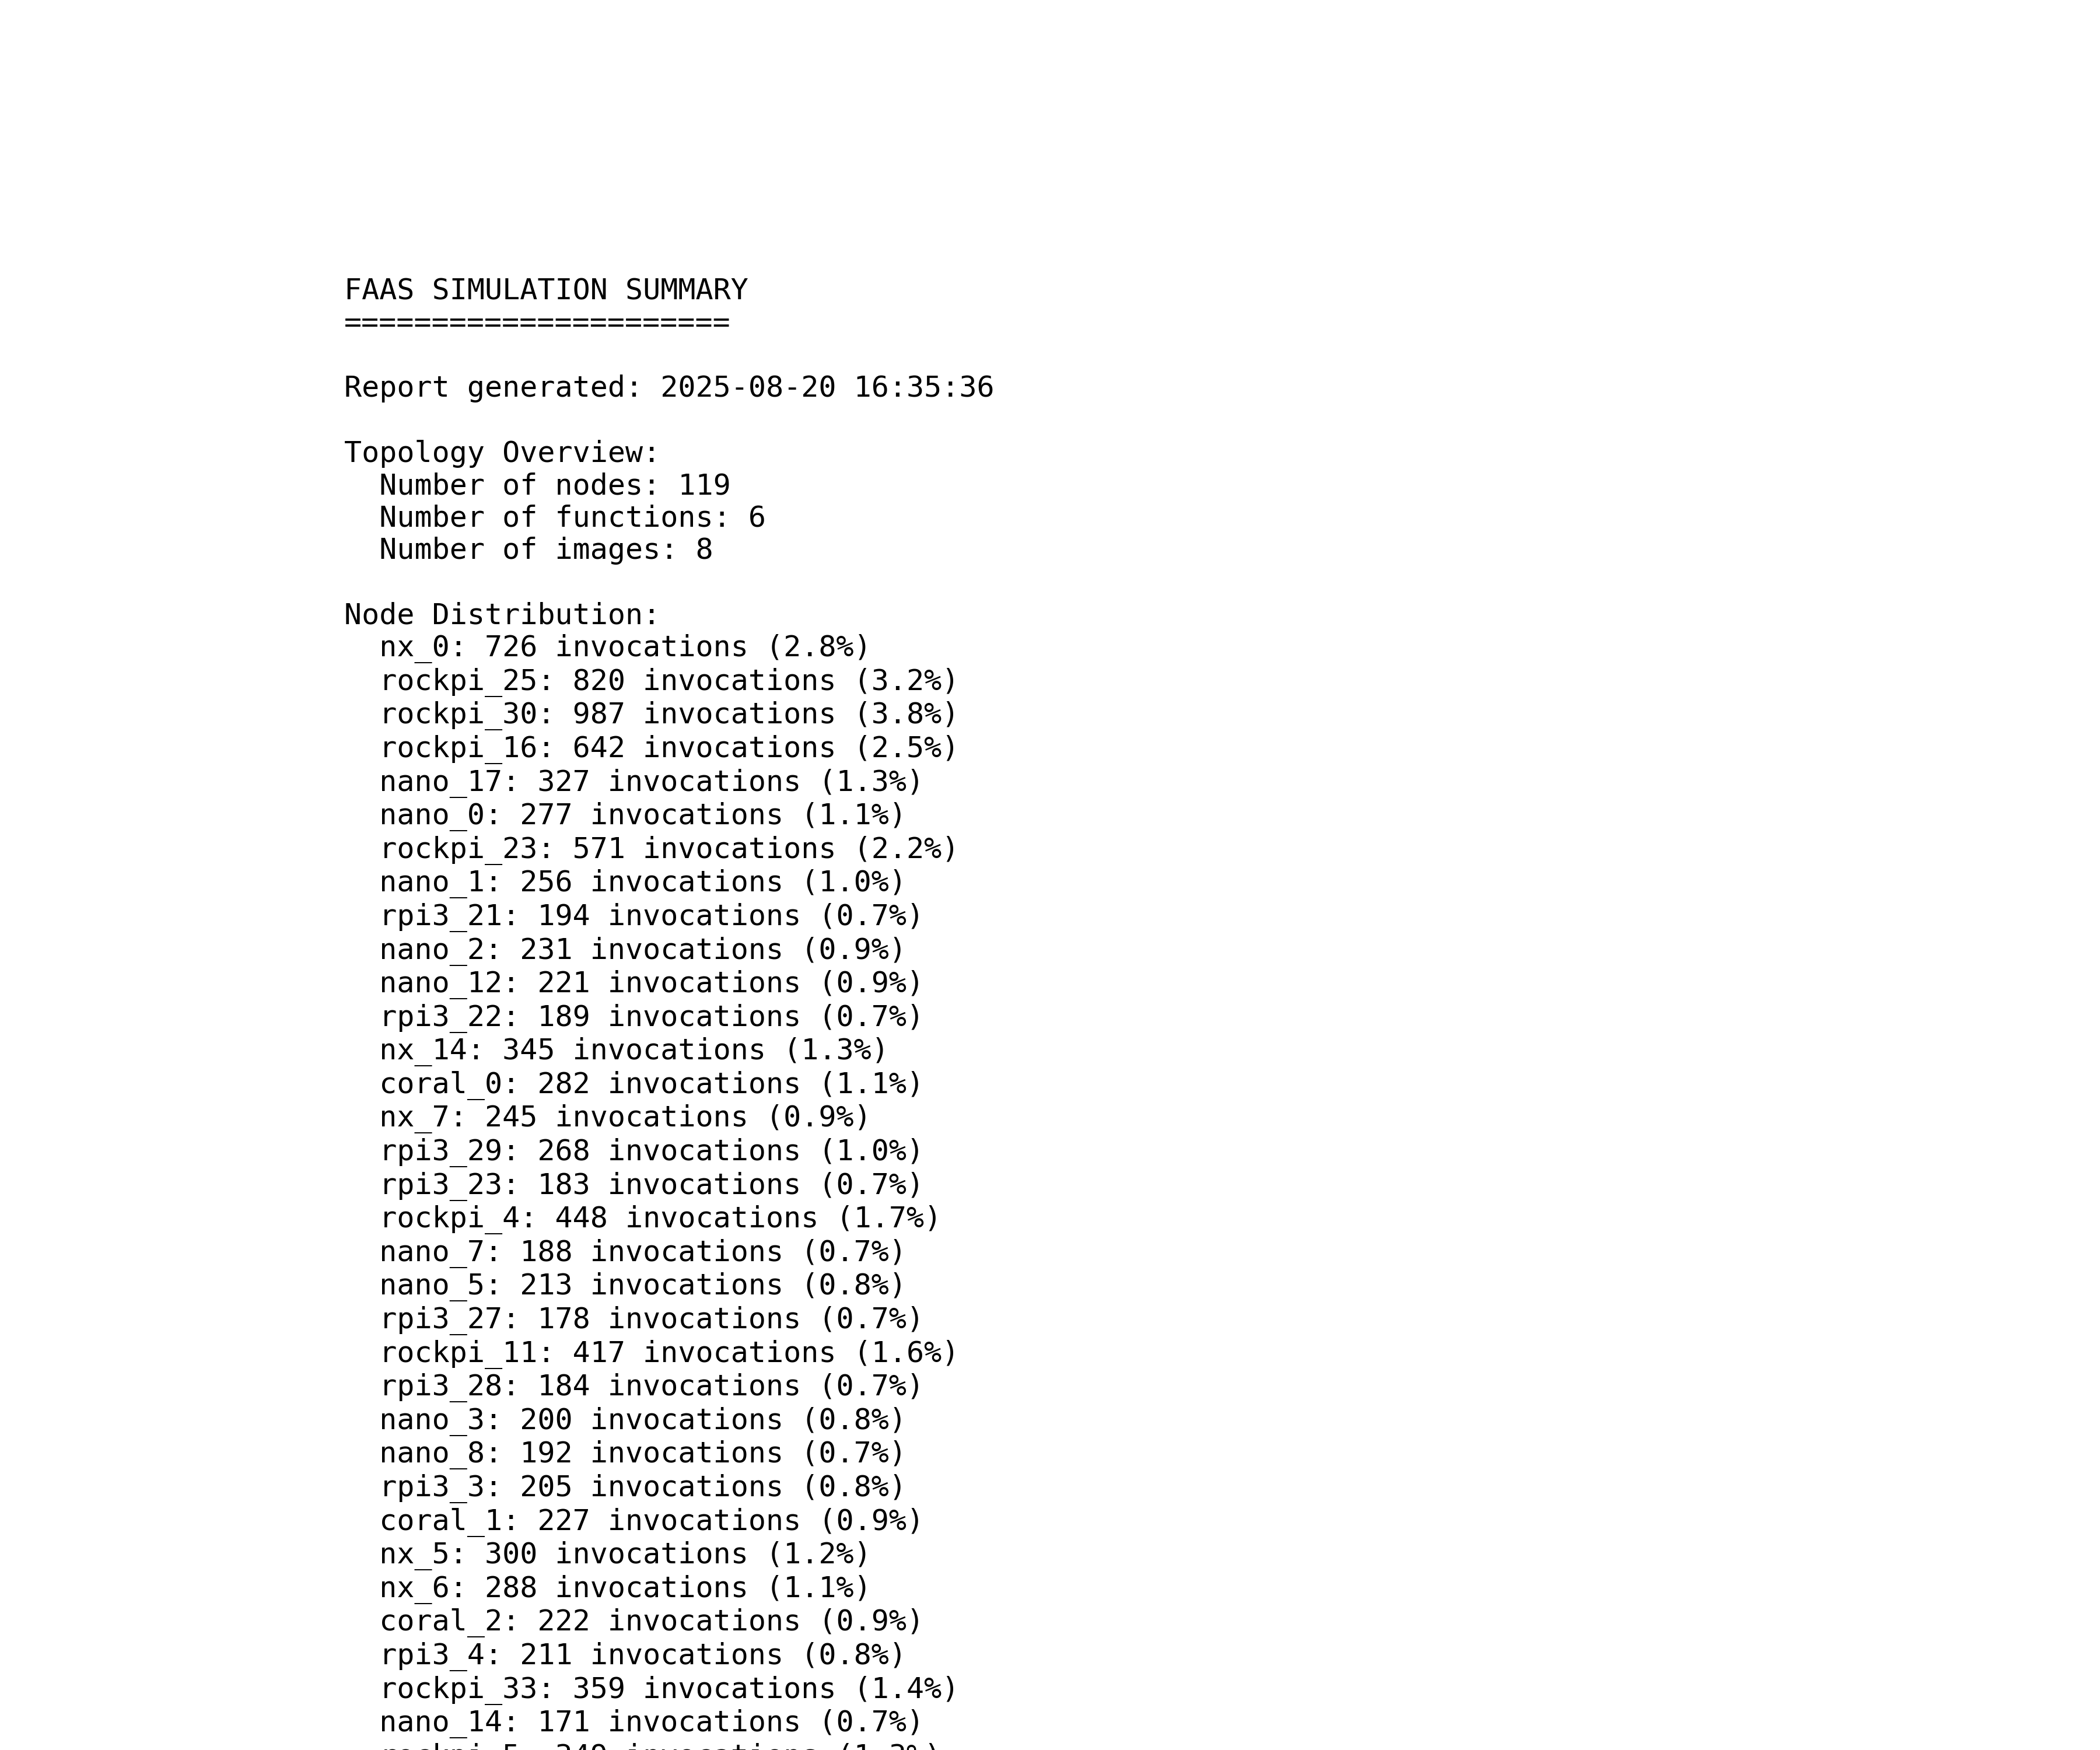 FAAS SIMULATION SUMMARY
======================
Report generated: 2025-08-20 16:35:36
Topology Overview:
Number of nodes: 119
Number of functions: 6
Number of images: 8
Node Distribution:
nx_0: 726 invocations (2.8%)
rockpi_25: 820 invocations (3.2%)
rockpi_30: 987 invocations (3.8%)
rockpi_16: 642 invocations (2.5%)
nano_17: 327 invocations (1.3%)
nano_0: 277 invocations (1.1%)
rockpi_23: 571 invocations (2.2%)
nano_1: 256 invocations (1.0%)
rpi3_21: 194 invocations (0.7%)
nano_2: 231 invocations (0.9%)
nano_12: 221 invocations (0.9%)
rpi3_22: 189 invocations (0.7%)
nx_14: 345 invocations (1.3%)
coral_0: 282 invocations (1.1%)
nx_7: 245 invocations (0.9%)
rpi3_29: 268 invocations (1.0%)
rpi3_23: 183 invocations (0.7%)
rockpi_4: 448 invocations (1.7%)
nano_7: 188 invocations (0.7%)
nano_5: 213 invocations (0.8%)
rpi3_27: 178 invocations (0.7%)
rockpi_11: 417 invocations (1.6%)
rpi3_28: 184 invocations (0.7%)
nano_3: 200 invocations (0.8%)
nano_8: 192 invocations (0.7%)
rpi3_3: 205 invocations (0.8%)
coral_1: 227 invocations (0.9%)
nx_5: 300 invocations (1.2%)
nx_6: 288 invocations (1.1%)
coral_2: 222 invocations (0.9%)
rpi3_4: 211 invocations (0.8%)
rockpi_33: 359 invocations (1.4%)
nano_14: 171 invocations (0.7%)